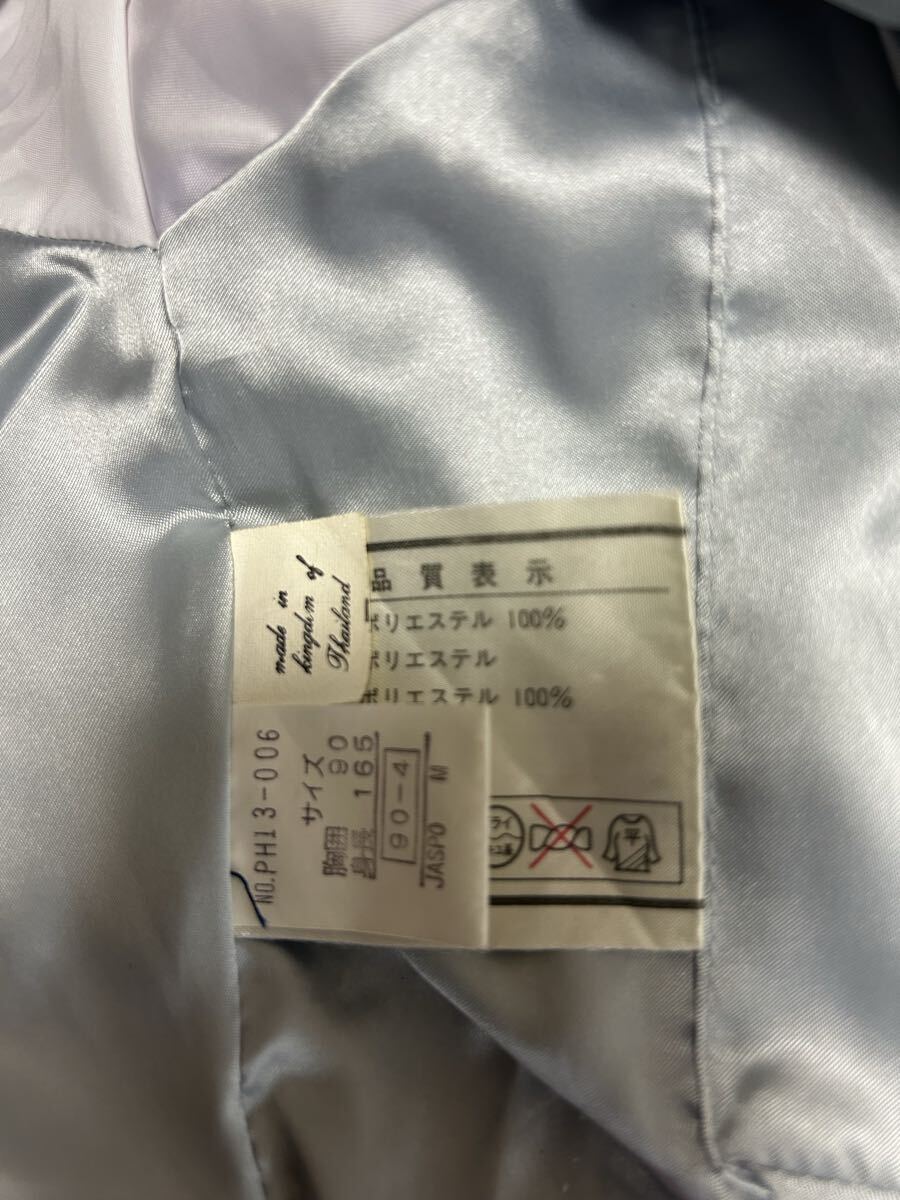 made in
kingdim of
Thailand
品質表示
ポリエステル 100%
ポリエステル
ポリエステル 100%
NO.PH13-006
サイズ
胸囲 90
身長 165
90-4
JASPO M
平